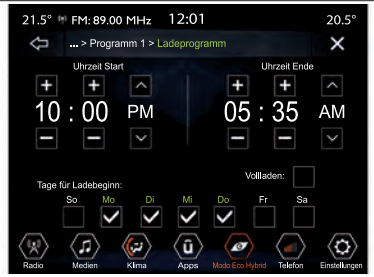 21.5° FM: 89.00 MHz 12:01 20.5°
... > Programm 1 > Ladeprogramm
Uhrzeit Start Uhrzeit Ende
10 : 00 PM 05 : 35 AM
Vollladen:
Tage für Ladebeginn:
So Mo Di Mi Do Fr Sa
Radio Medien Klima Apps Modo Eco Hybrid Telefon Einstellungen